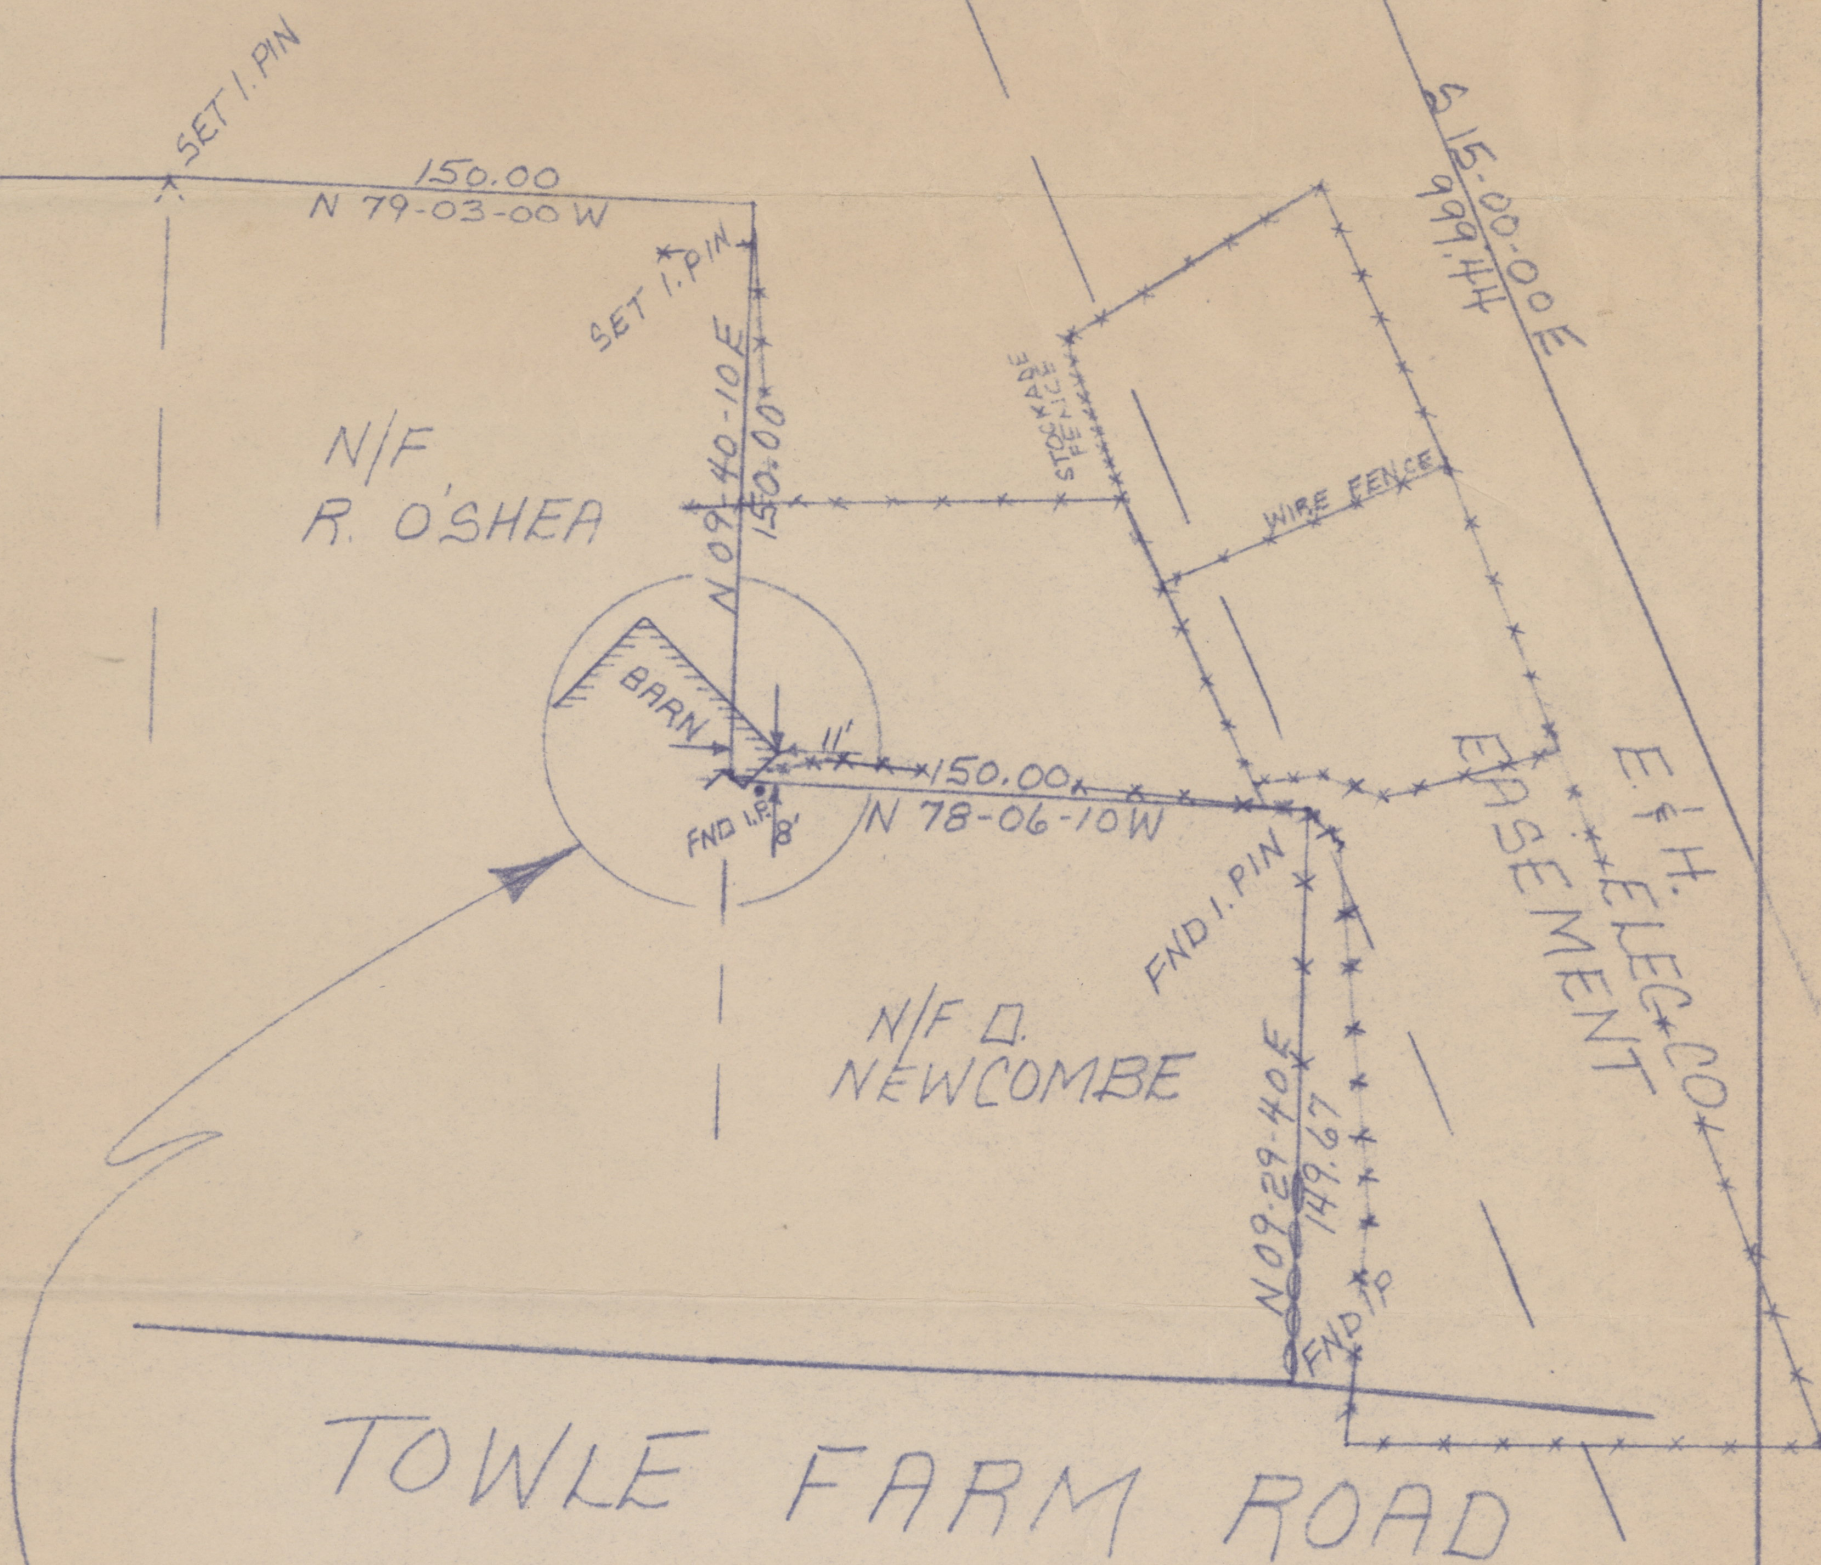 SET I. PIN
150.00
N 79-03-00 W
SET I. PIN
S 15-00-00 E
999.44
N 09-40-10 E
150.00
STOCKADE
FENCE
WIRE FENCE
N/F
R. O'SHEA
BARN
11'
150.00
N 78-06-10 W
FND I.P.
8'
FND I. PIN
E. & H.
ELEC. CO.
EASEMENT
N/F D.
NEWCOMBE
N 09-29-40 E
149.67
FND I.P.
TOWLE FARM ROAD